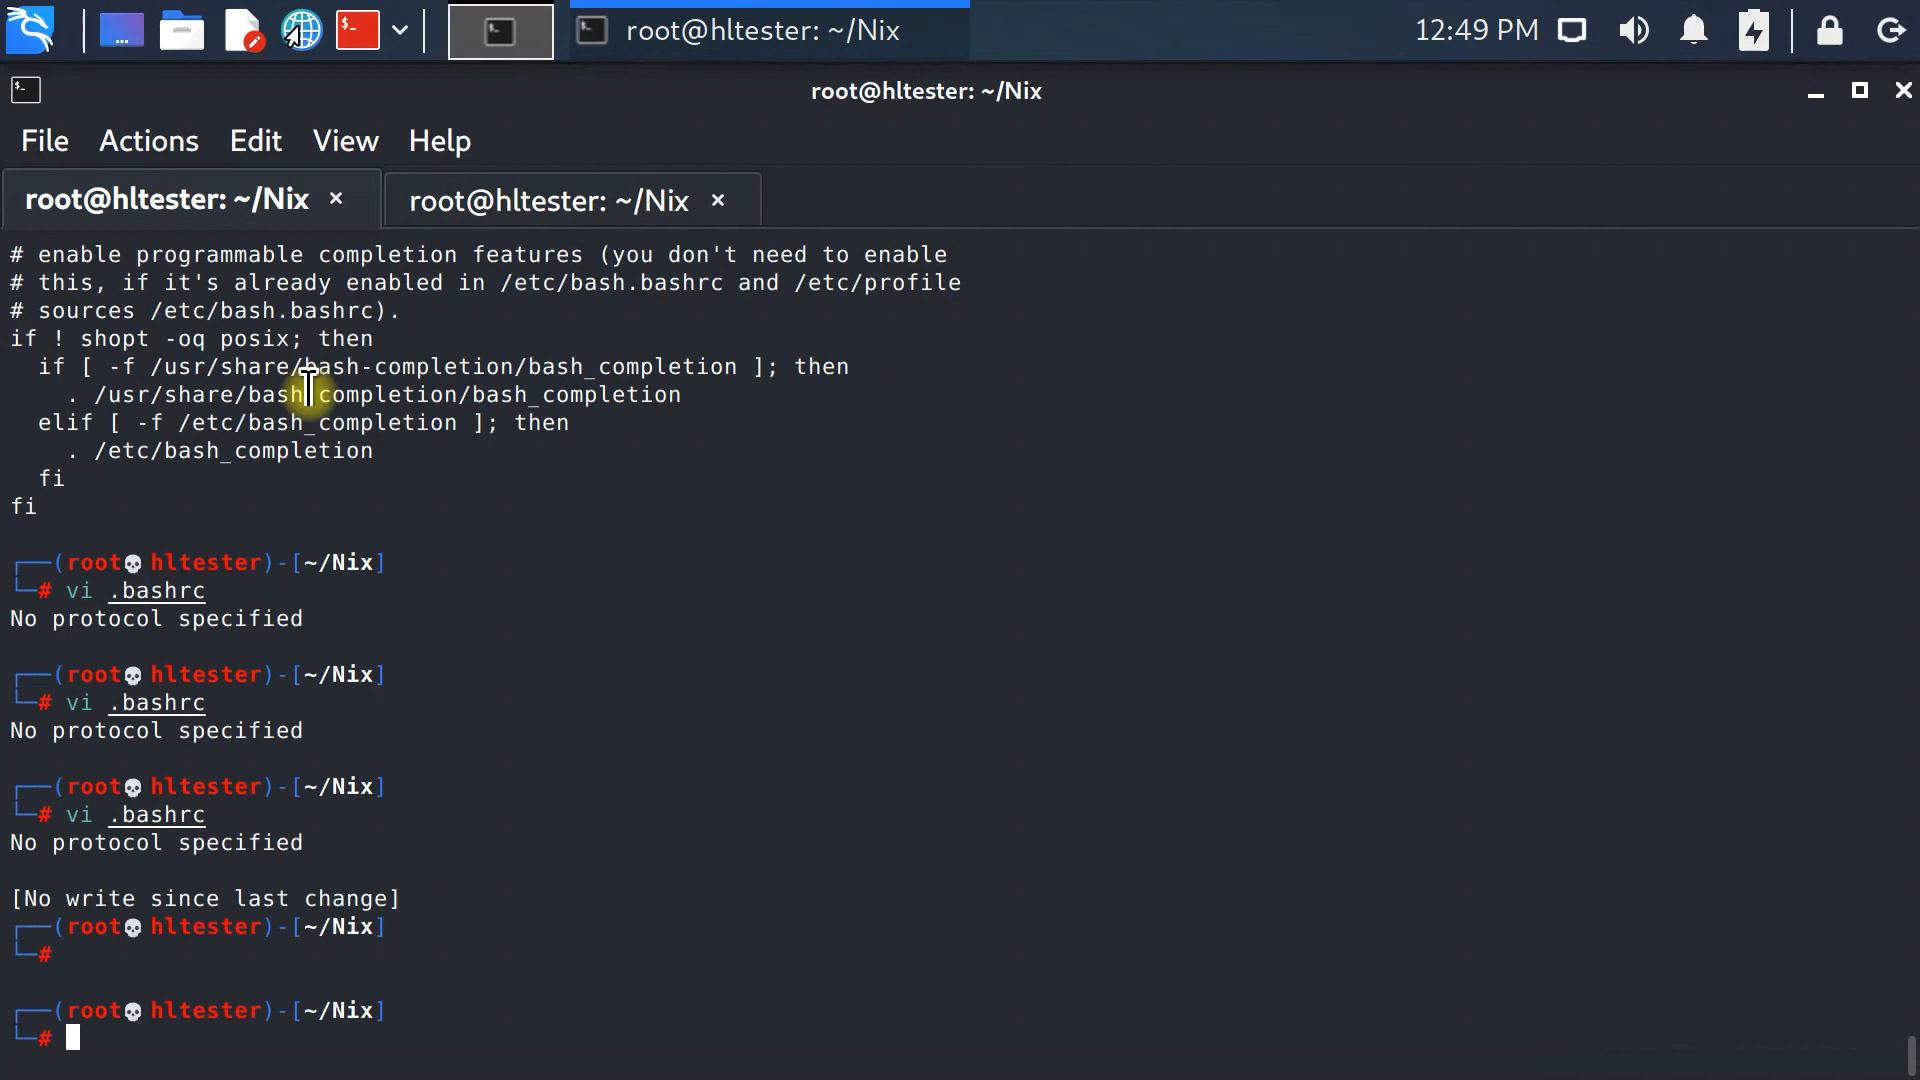 root@hltester: ~/Nix
12:49 PM
root@hltester: ~/Nix
File Actions Edit View Help
root@hltester: ~/Nix × root@hltester: ~/Nix ×
# enable programmable completion features (you don't need to enable
# this, if it's already enabled in /etc/bash.bashrc and /etc/profile
# sources /etc/bash.bashrc).
if ! shopt -oq posix; then
  if [ -f /usr/share/bash-completion/bash_completion ]; then
    . /usr/share/bash-completion/bash_completion
  elif [ -f /etc/bash_completion ]; then
    . /etc/bash_completion
  fi
fi
┌──(root💀hltester)-[~/Nix]
└─# vi .bashrc
No protocol specified
┌──(root💀hltester)-[~/Nix]
└─# vi .bashrc
No protocol specified
┌──(root💀hltester)-[~/Nix]
└─# vi .bashrc
No protocol specified
[No write since last change]
┌──(root💀hltester)-[~/Nix]
└─#
┌──(root💀hltester)-[~/Nix]
└─#